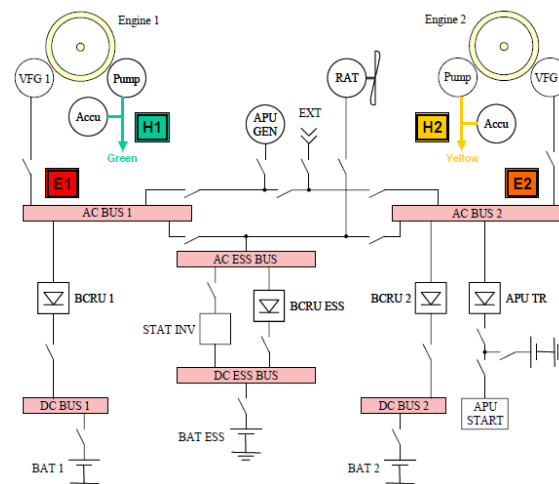 Engine 1
Engine 2
VFG 1
Pump
RAT
Pump
VFG
Accu
H1
APU
GEN
EXT
H2
Accu
Green
Yellow
E1
E2
AC BUS 1
AC BUS 2
AC ESS BUS
BCRU 1
BCRU ESS
BCRU 2
APU TR
STAT INV
DC ESS BUS
DC BUS 1
DC BUS 2
APU
START
BAT ESS
BAT 1
BAT 2